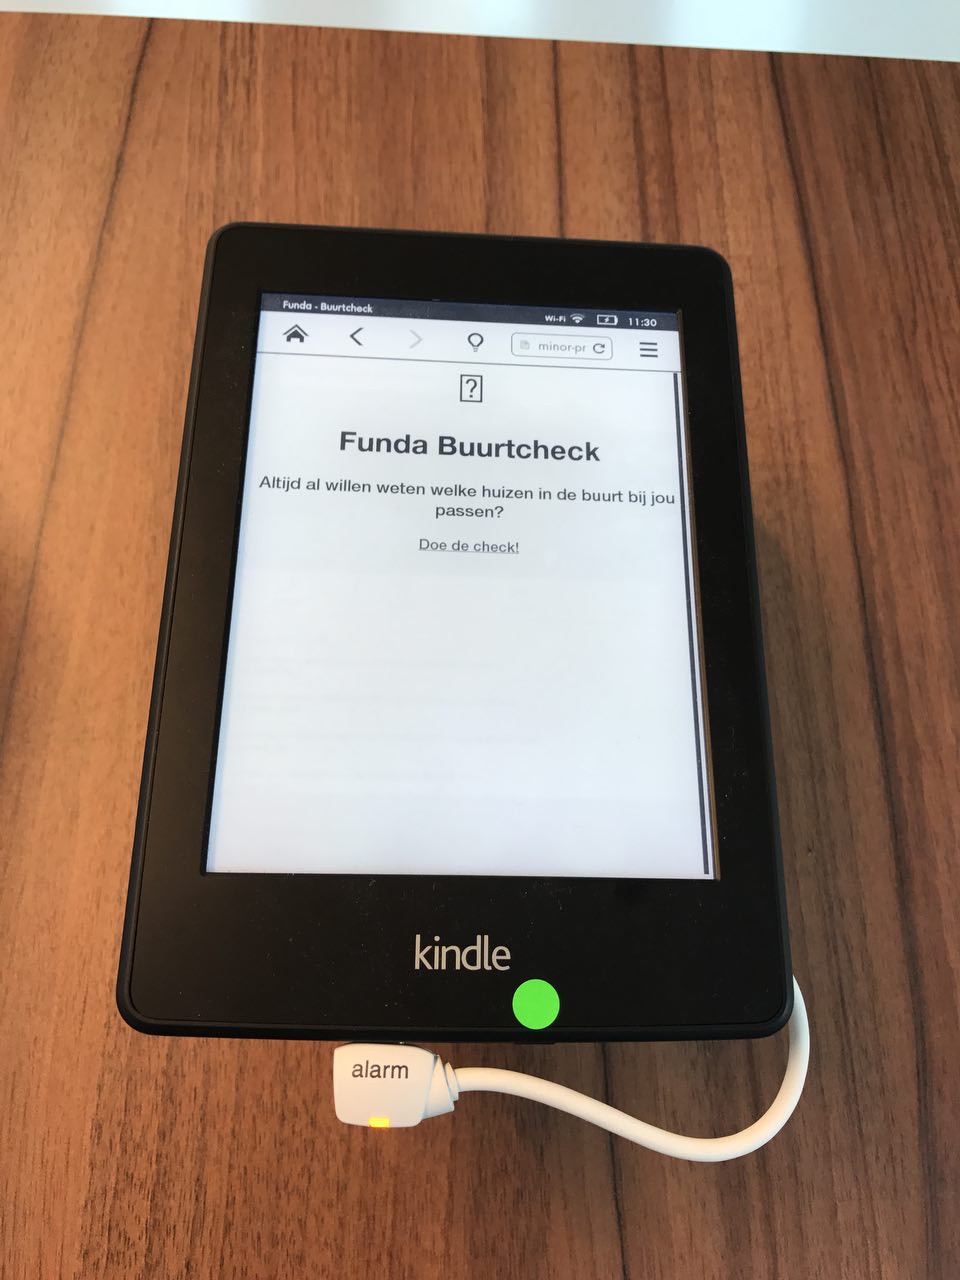 Funda - Buurtcheck
Wi-Fi 11:30
minor-pr
?
Funda Buurtcheck
Altijd al willen weten welke huizen in de buurt bij jou
passen?
Doe de check!
kindle
alarm